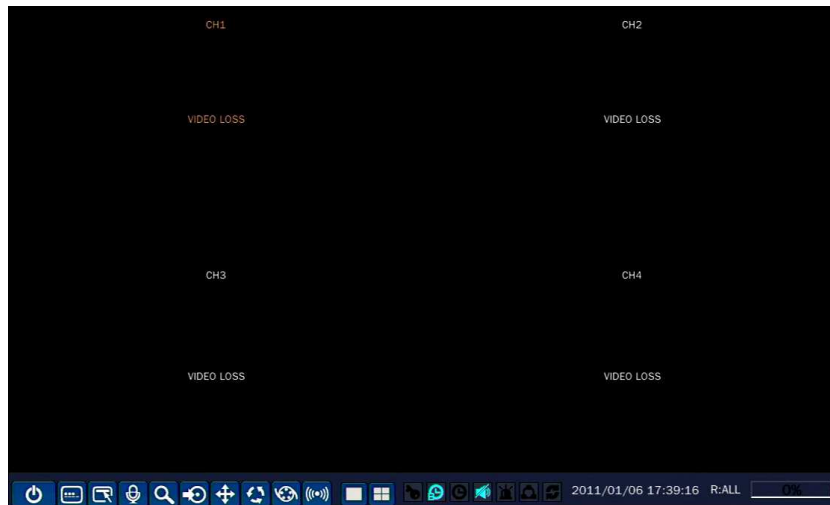 CH1 CH2
VIDEO LOSS VIDEO LOSS
CH3 CH4
VIDEO LOSS VIDEO LOSS
2011/01/06 17:39:16 R:ALL 0%